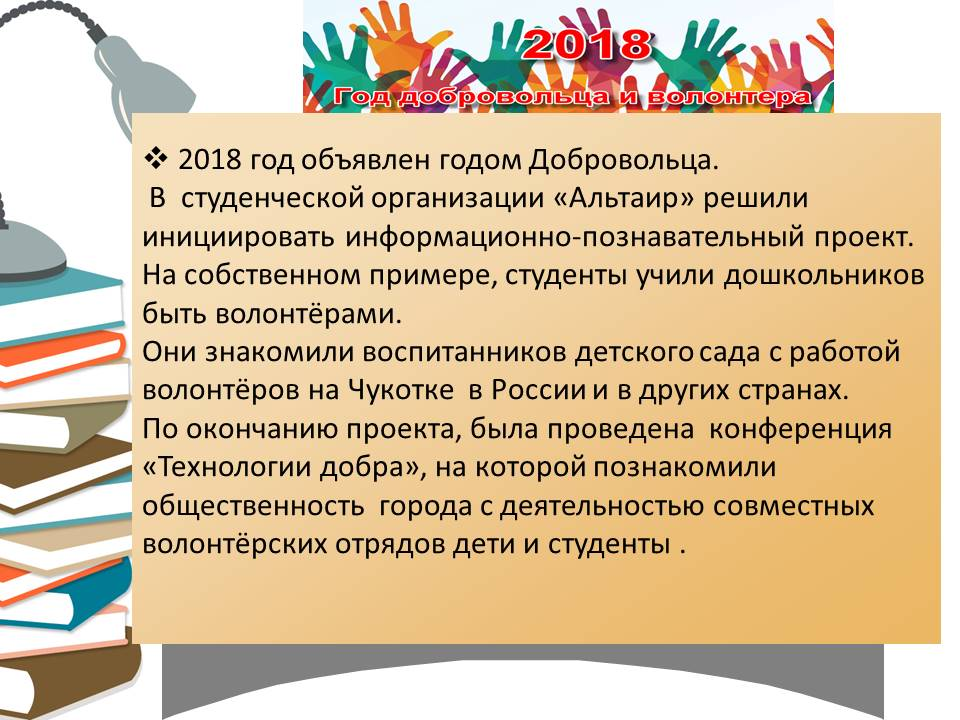 2018
Год добровольца и волонтера
❖ 2018 год объявлен годом Добровольца.
В студенческой организации «Альтаир» решили
инициировать информационно-познавательный проект.
На собственном примере, студенты учили дошкольников
быть волонтёрами.
Они знакомили воспитанников детского сада с работой
волонтёров на Чукотке в России и в других странах.
По окончанию проекта, была проведена конференция
«Технологии добра», на которой познакомили
общественность города с деятельностью совместных
волонтёрских отрядов дети и студенты .